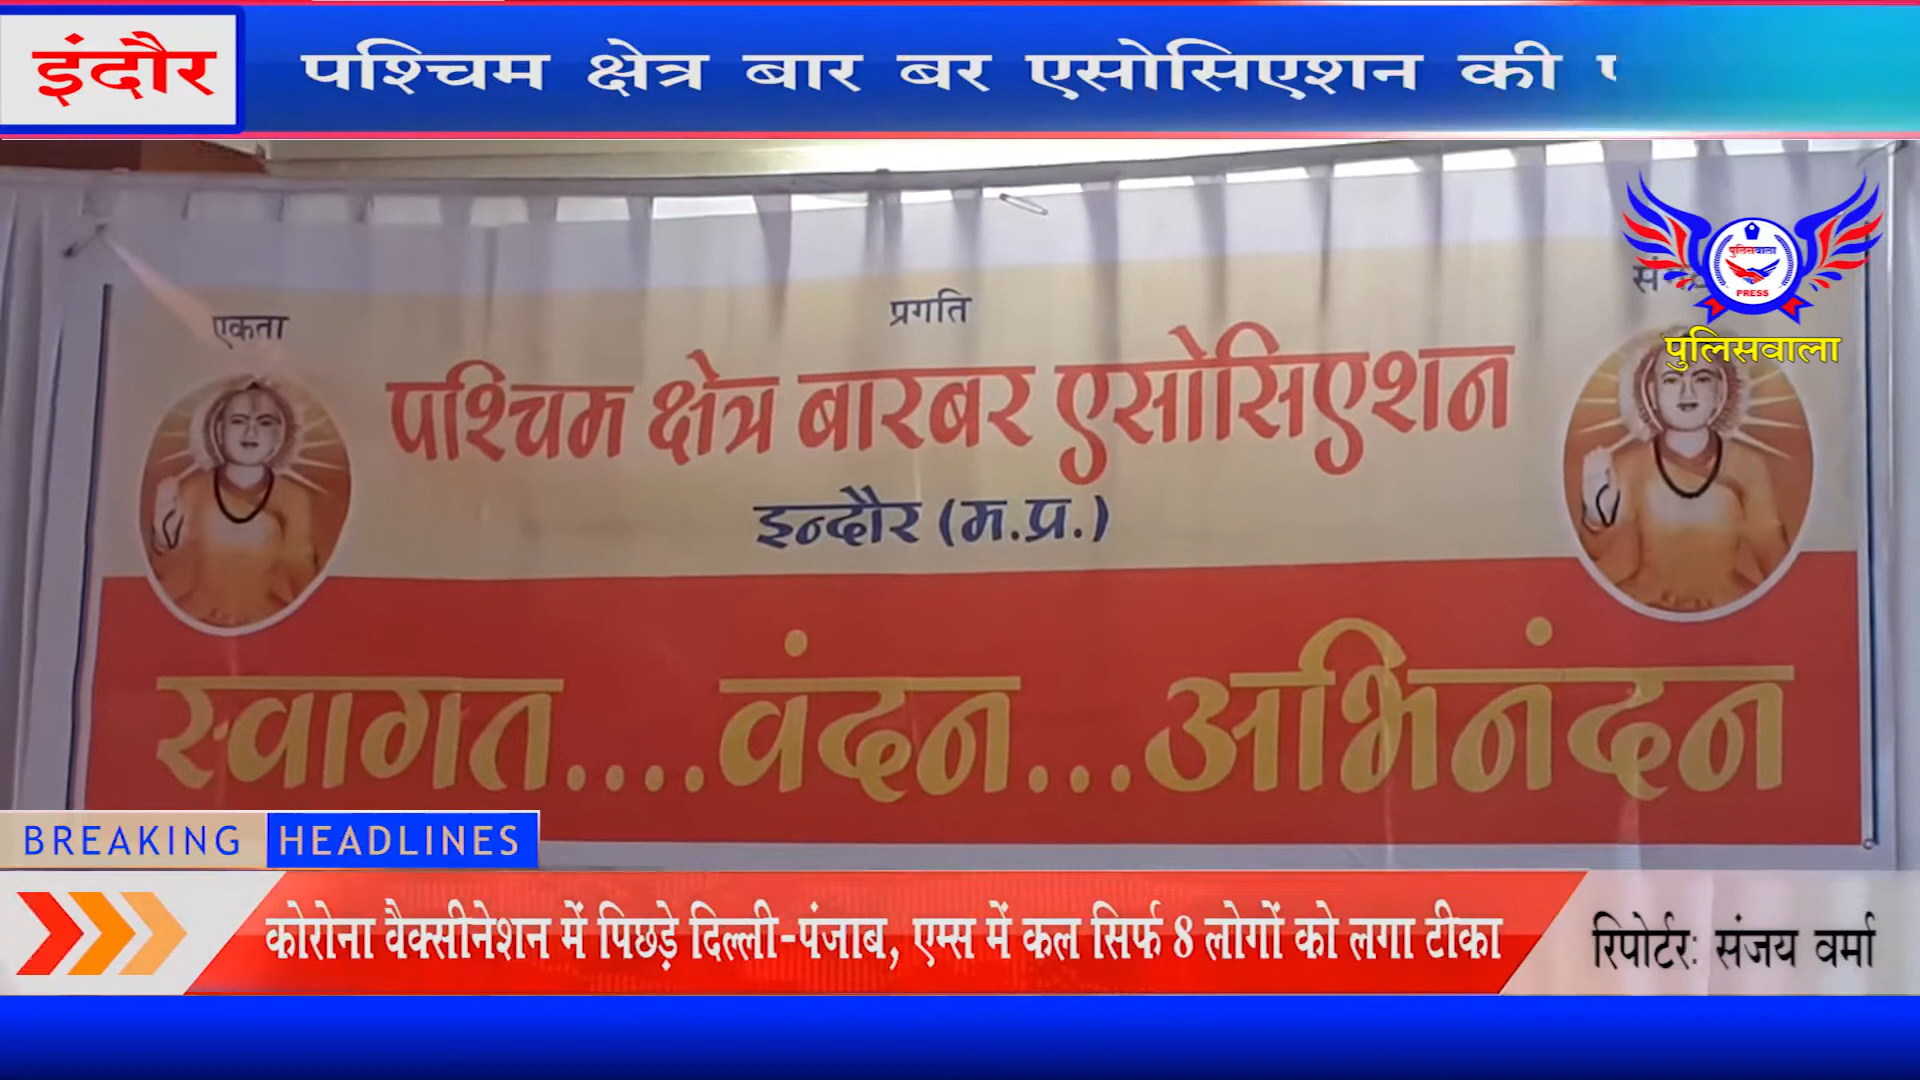 इंदौर
पश्चिम क्षेत्र बार बर एसोसिएशन की
पुलिसवाला
PRESS
पुलिसवाला
एकता
प्रगति
पश्चिम क्षेत्र बारबर एसोसिएशन
इन्दौर (म.प्र.)
स्वागत....वंदन...अभिनंदन
BREAKING HEADLINES
कोरोना वैक्सीनेशन में पिछड़े दिल्ली-पंजाब, एम्स में कल सिर्फ 8 लोगों को लगा टीका
रिपोर्टर: संजय वर्मा